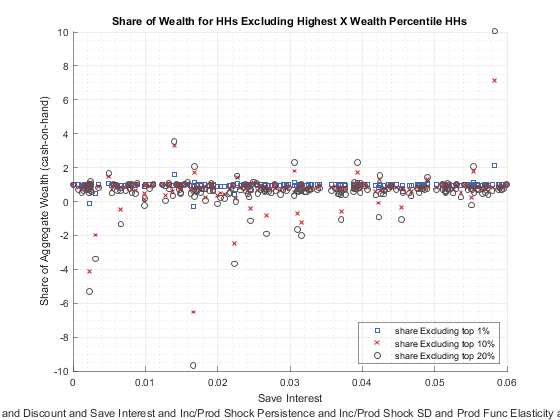 Share of Wealth for HHs Excluding Highest X Wealth Percentile HHs
10
8
6
4
2
0
-2
-4
-6
-8
-10
Share of Aggregate Wealth (cash-on-hand)
share Excluding top 1%
share Excluding top 10%
share Excluding top 20%
0
0.01
0.02
0.03
0.04
0.05
0.06
Save Interest
and Discount and Save Interest and Inc/Prod Shock Persistence and Inc/Prod Shock SD and Prod Func Elasticity